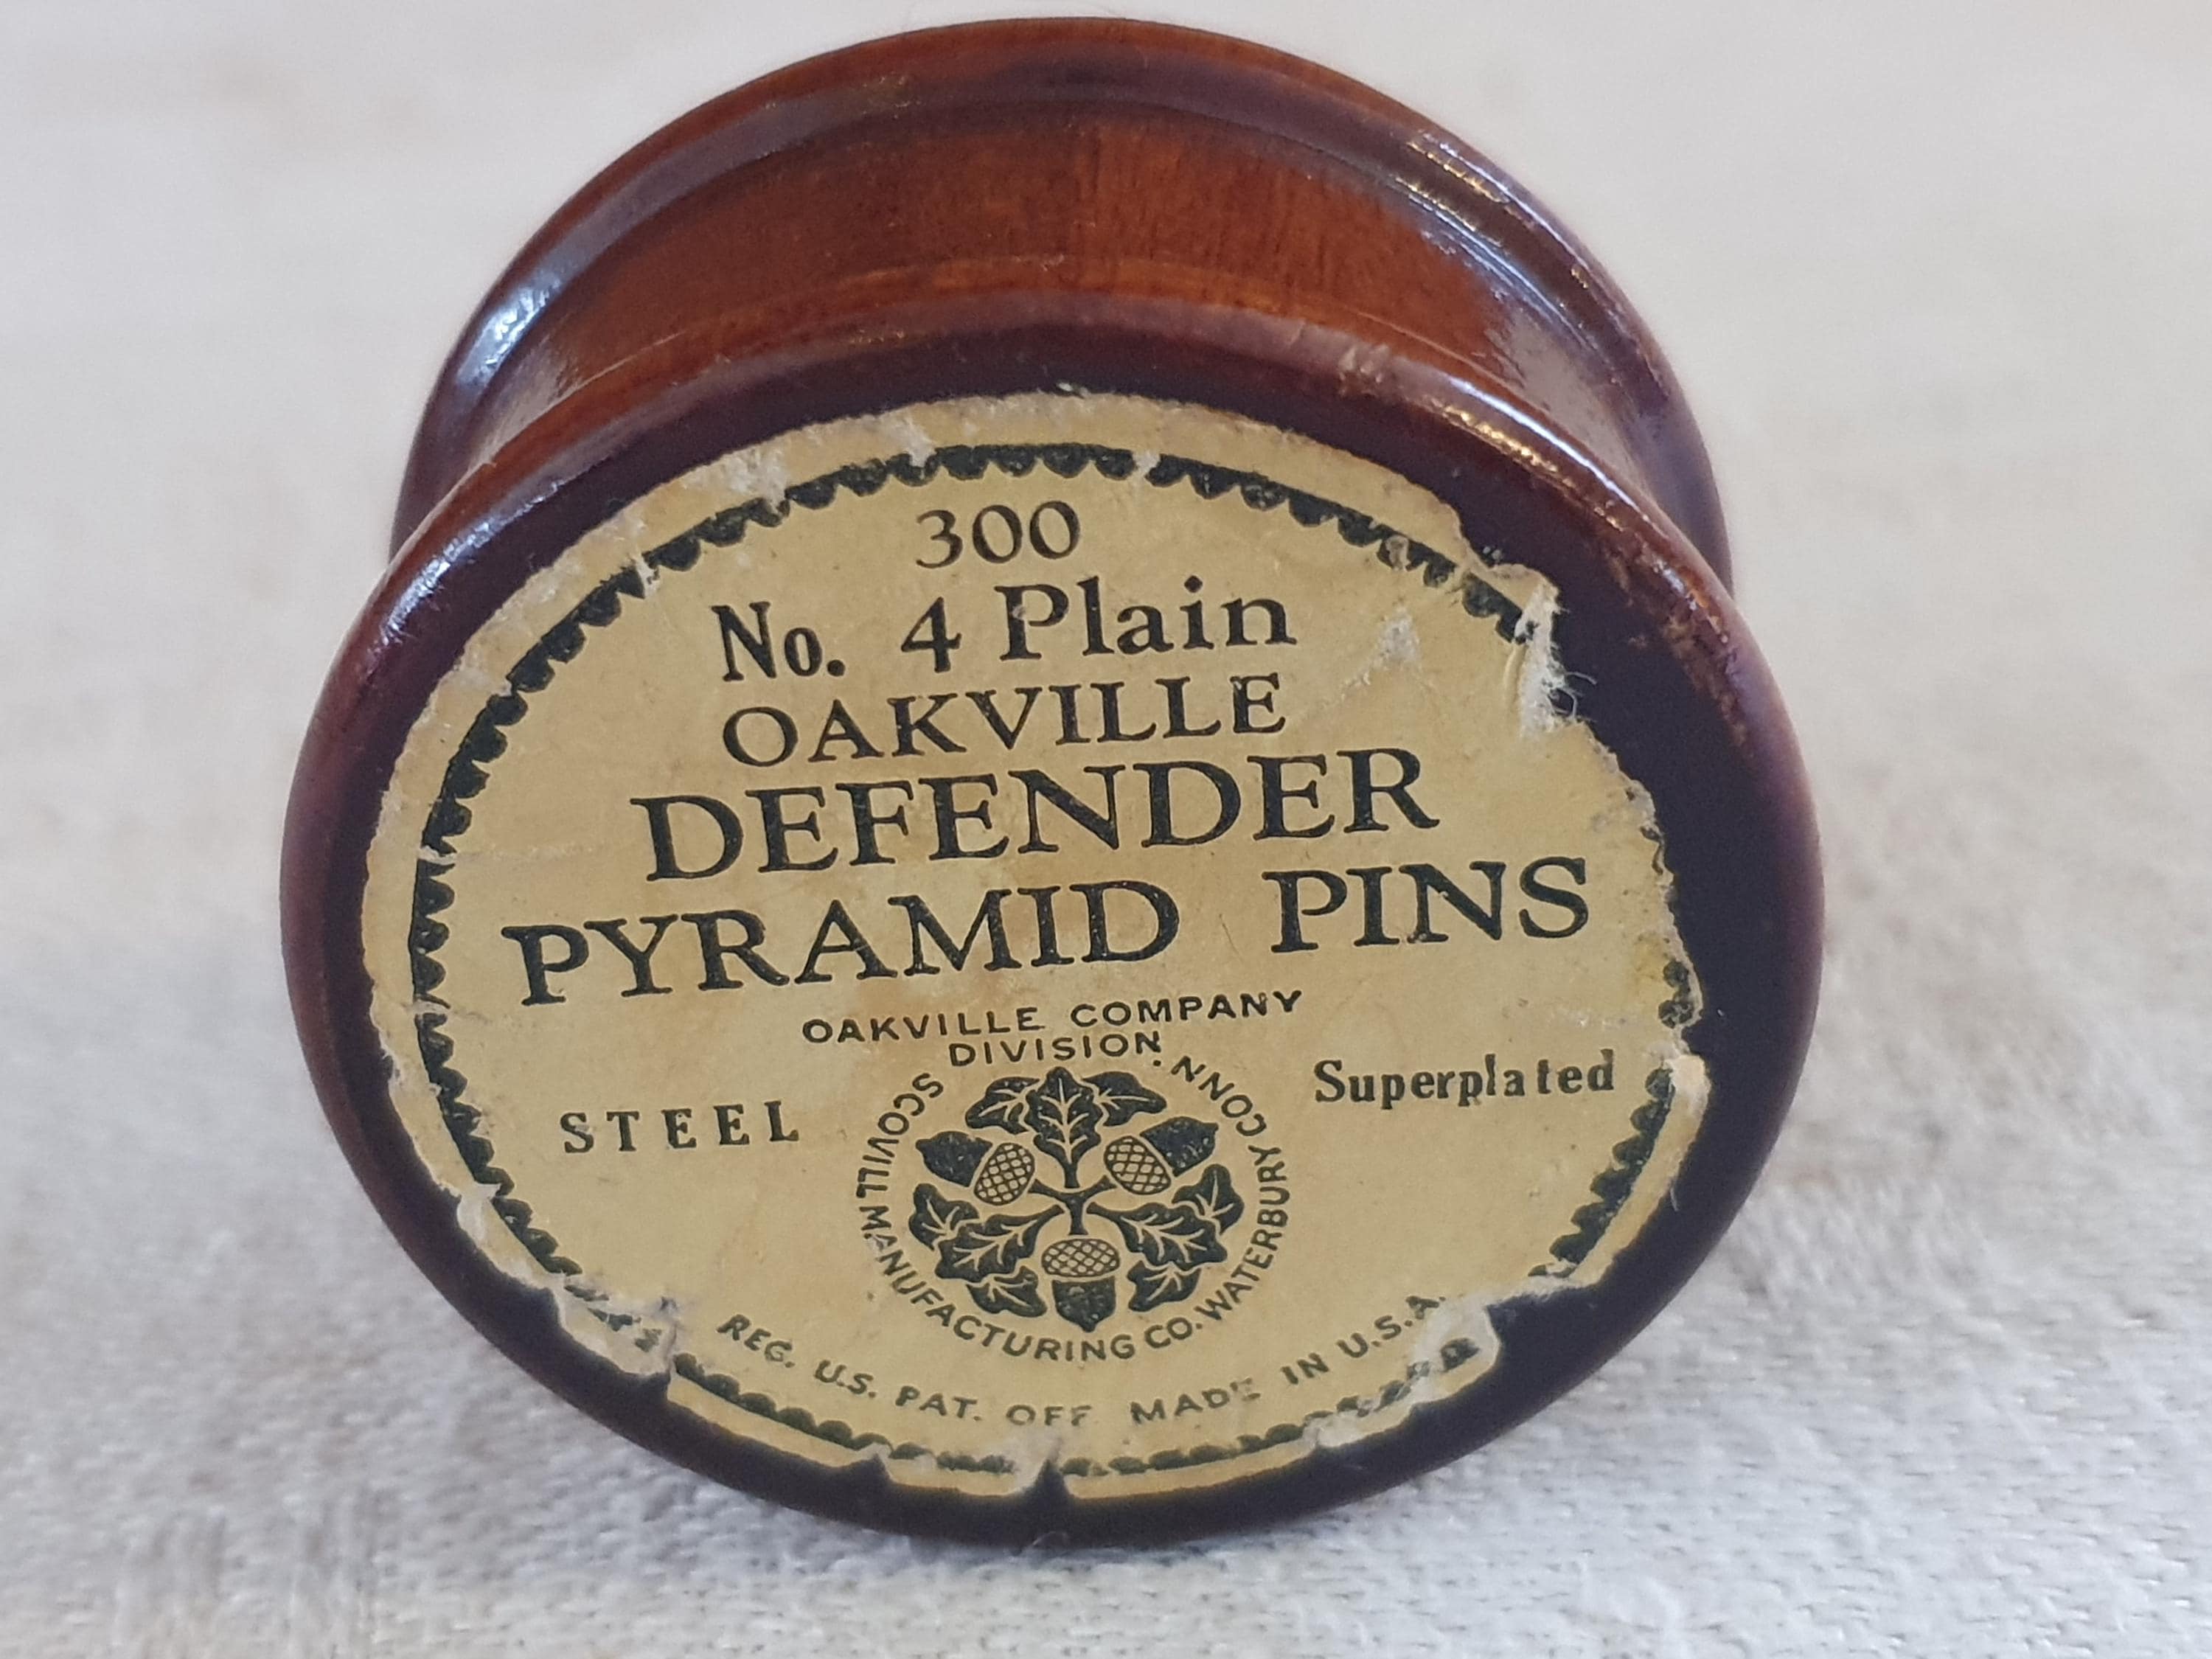 300
No. 4 Plain
OAKVILLE
DEFENDER
PYRAMID PINS
OAKVILLE COMPANY
DIVISION
STEEL
Superplated
SCOVILL MANUFACTURING CO. WATERBURY CONN.
REG. U.S. PAT. OFF. MADE IN U.S.A.